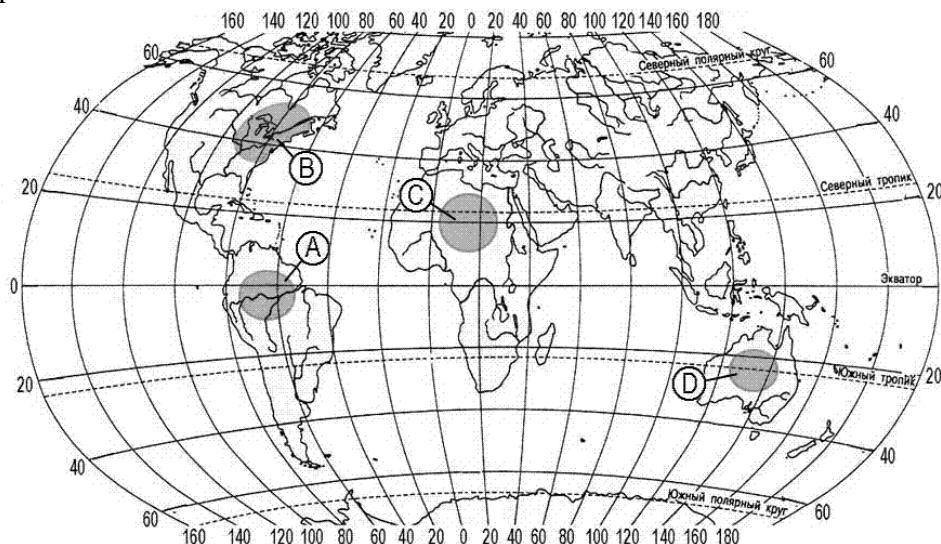 160 140 120 100 80 60 40 20 0 20 40 60 80 100 120 140 160 180
60 Северный полярный круг 60
40 40
B
20 C Северный тропик 20
A
0 Экватор
20 D Южный тропик 20
40 40
60 Южный полярный круг 60
160 140 120 100 80 60 40 20 0 20 40 60 80 100 120 140 160 180